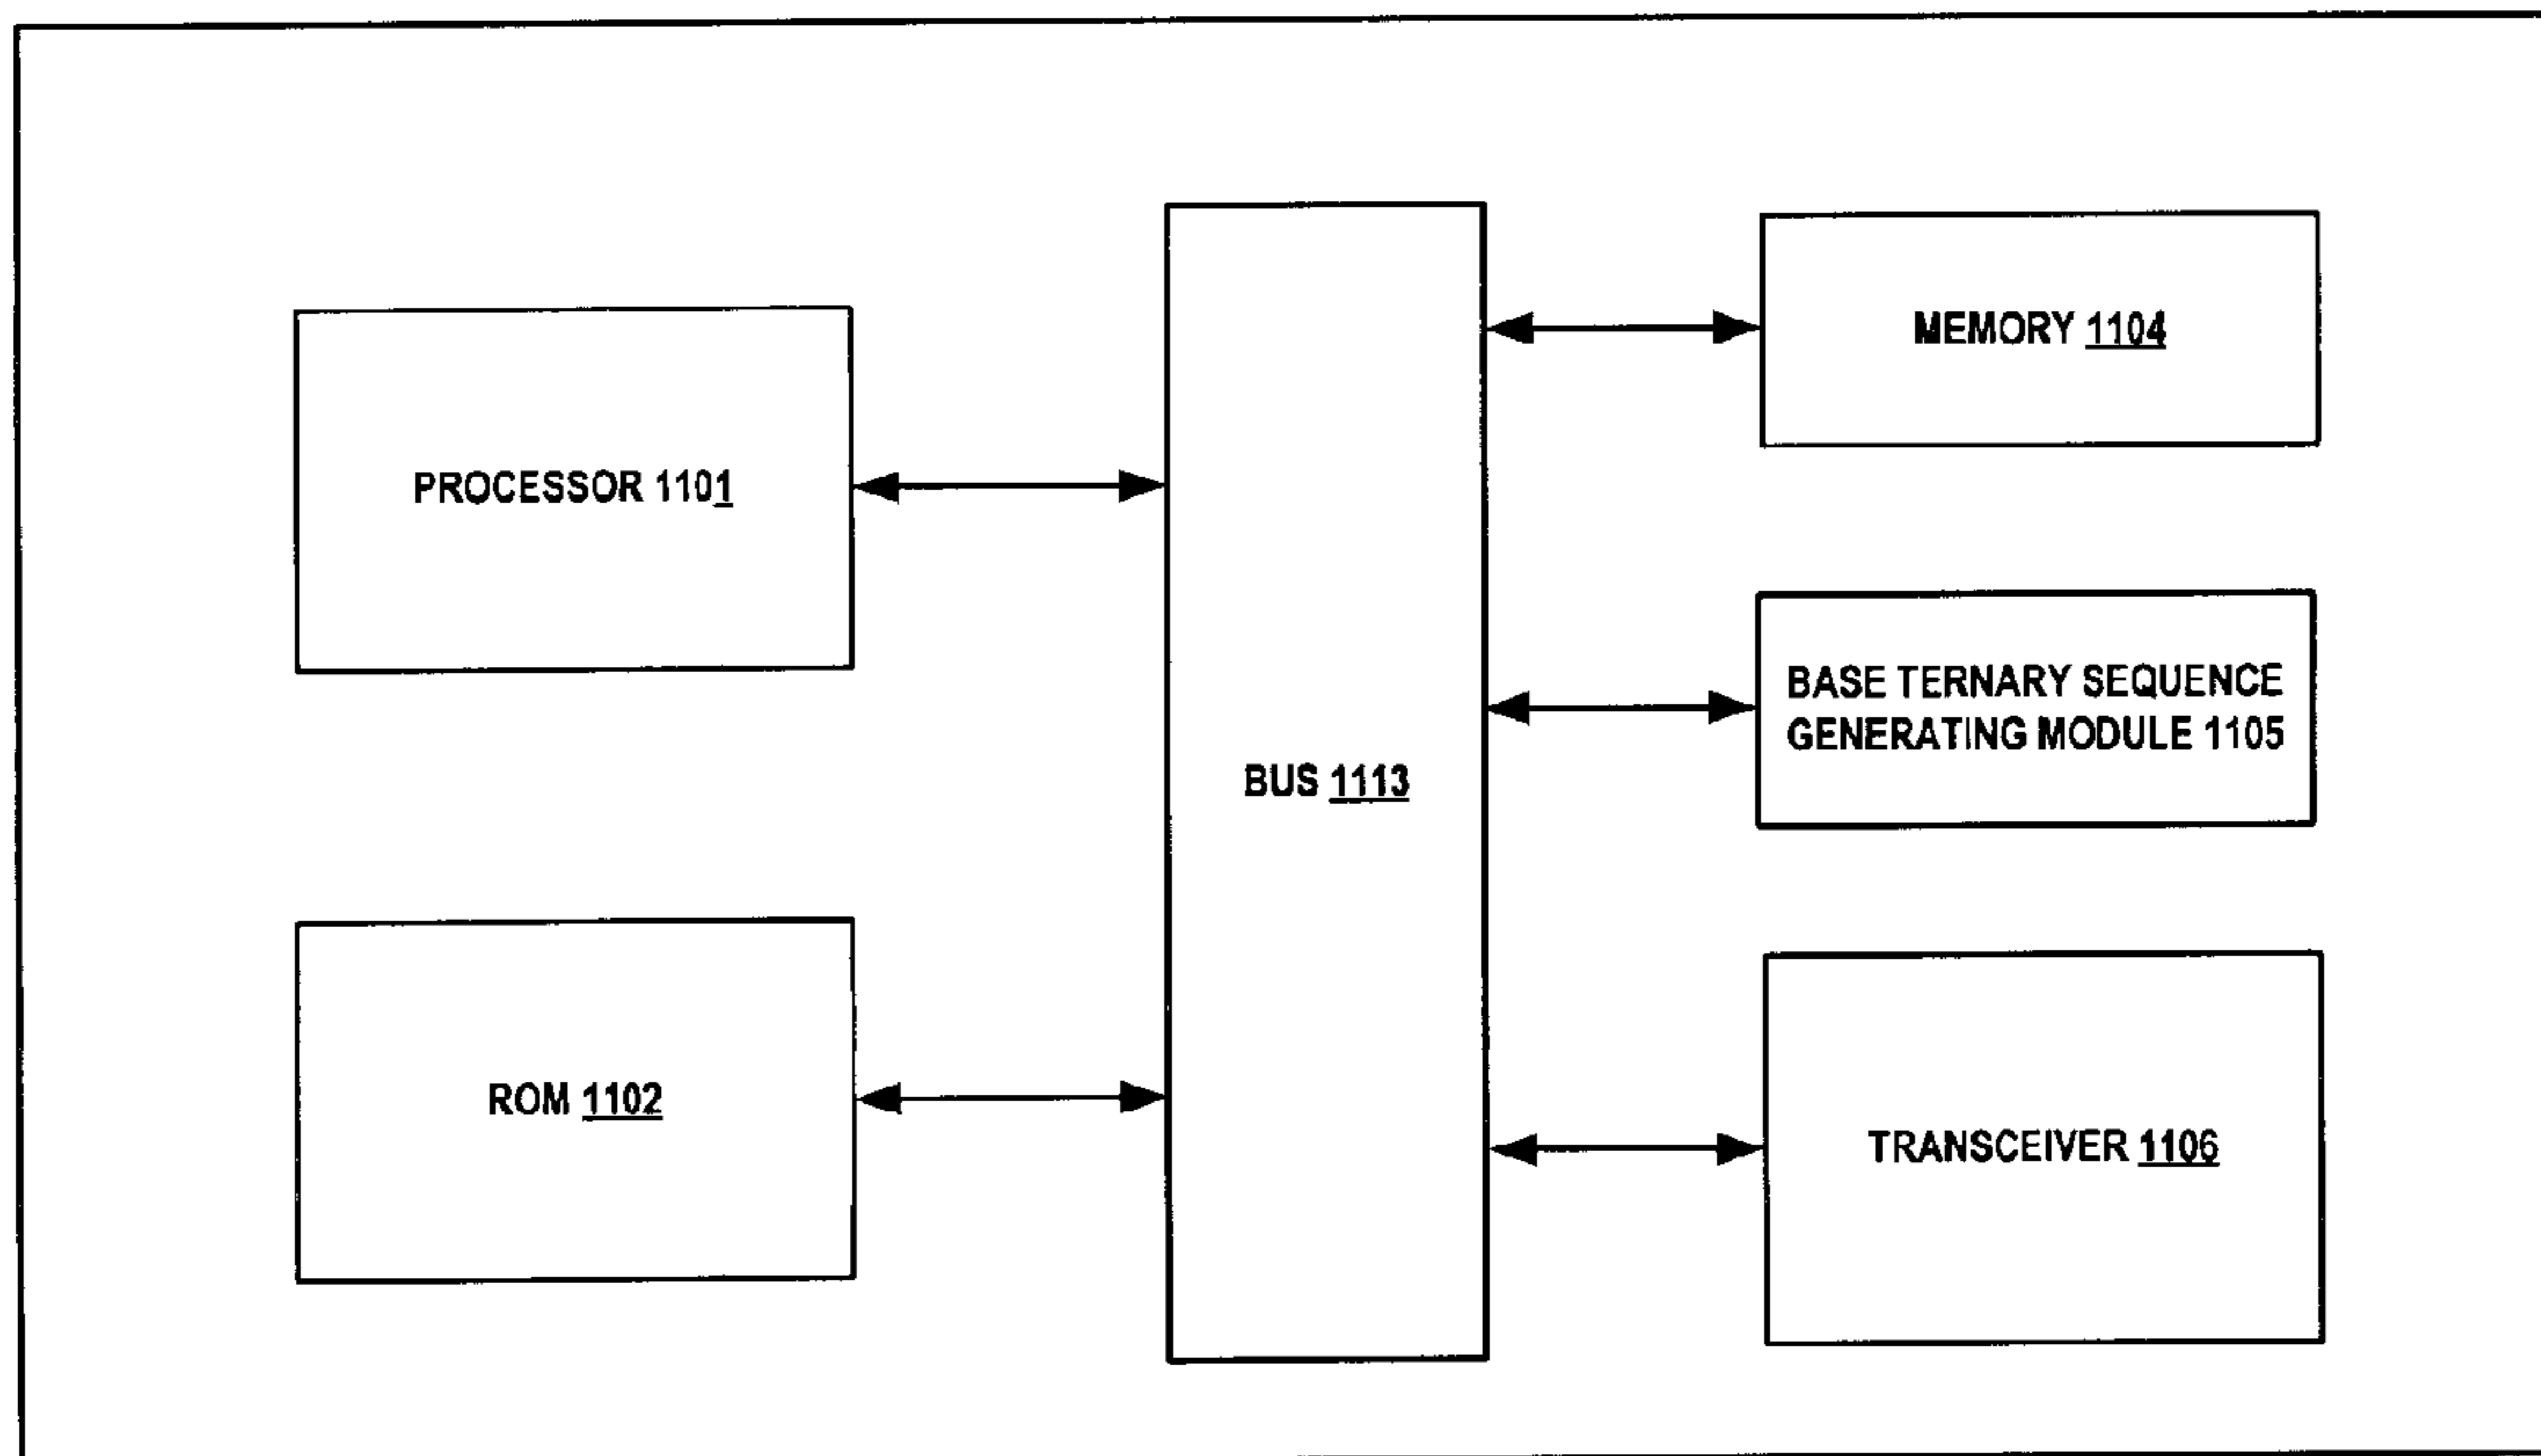 PROCESSOR 1101
ROM 1102
BUS 1113
MEMORY 1104
BASE TERNARY SEQUENCE
GENERATING MODULE 1105
TRANSCEIVER 1106